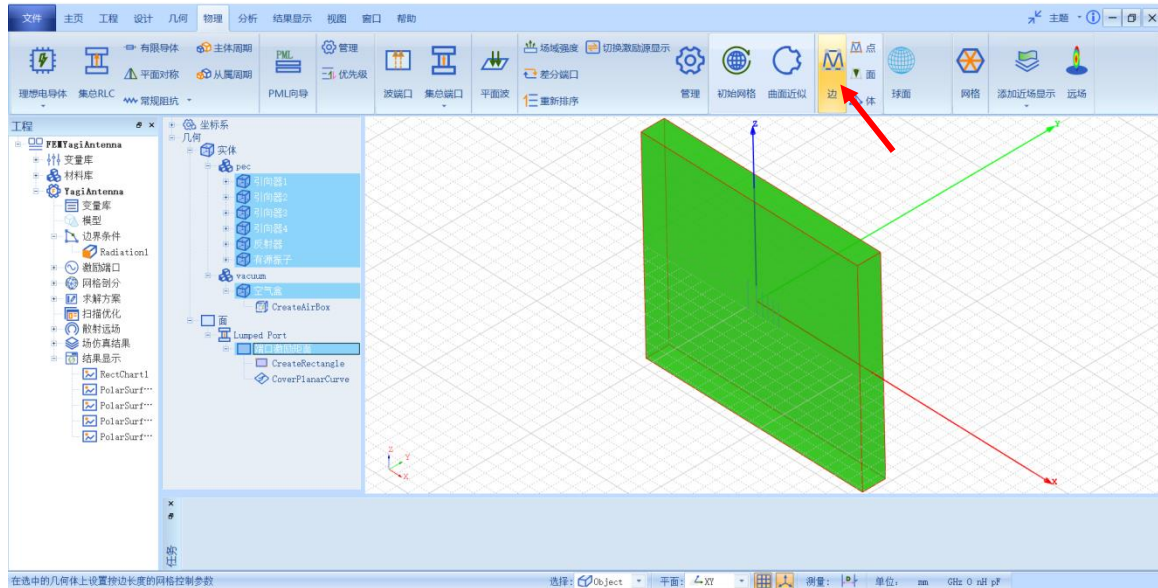 文件 主页 工程 设计 几何 物理 分析 结果显示 视图 窗口 帮助 主题
有限导体 主体周期 PML 管理 场域强度 切换激励源显示 点
平面对称 从属周期 优先级 差分端口 面
理想电导体 集总RLC 常规阻抗 PML向导 波端口 集总端口 平面波 重新排序 管理 初始网格 曲面近似 边 体 球面 网格 添加近场显示 远场
工程
FEMYagiAntenna
变量库
材料库
YagiAntenna
变量库
模型
边界条件
Radiation1
激励端口
网格剖分
求解方案
扫描优化
散射远场
场仿真结果
结果显示
RectChart1
PolarSurf···
PolarSurf···
PolarSurf···
PolarSurf···
坐标系
几何
实体
pec
引向器1
引向器2
引向器3
引向器4
反射器
有源振子
vacuum
空气盒
CreateAirBox
面
Lumped Port
CreateRectangle
CoverPlanarCurve
Z
Y
X
Z
Y
X
任务
在选中的几何体上设置按边长度的网格控制参数 选择: Object 平面: XY 测量: 单位: mm GHz O nH pF